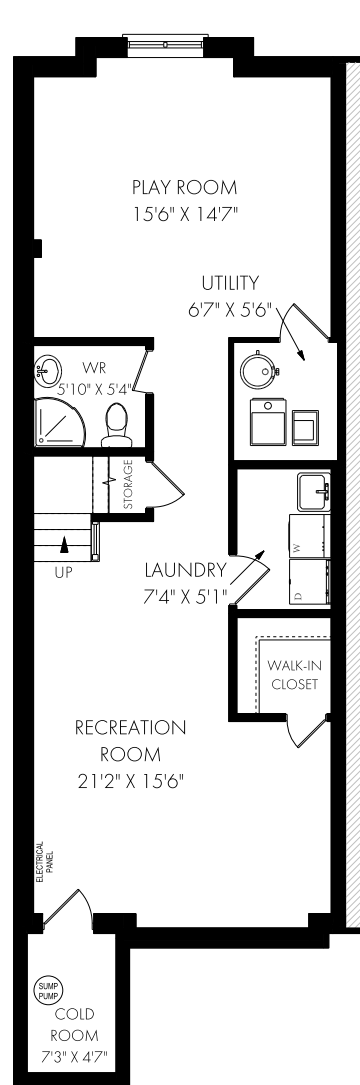 PLAY ROOM
15'6" X 14'7"
UTILITY
6'7" X 5'6"
WR
5'10" X 5'4"
STORAGE
UP
LAUNDRY
7'4" X 5'1"
W
D
WALK-IN
CLOSET
RECREATION
ROOM
21'2" X 15'6"
ELECTRICAL
PANEL
SUMP
PUMP
COLD
ROOM
7'3" X 4'7"